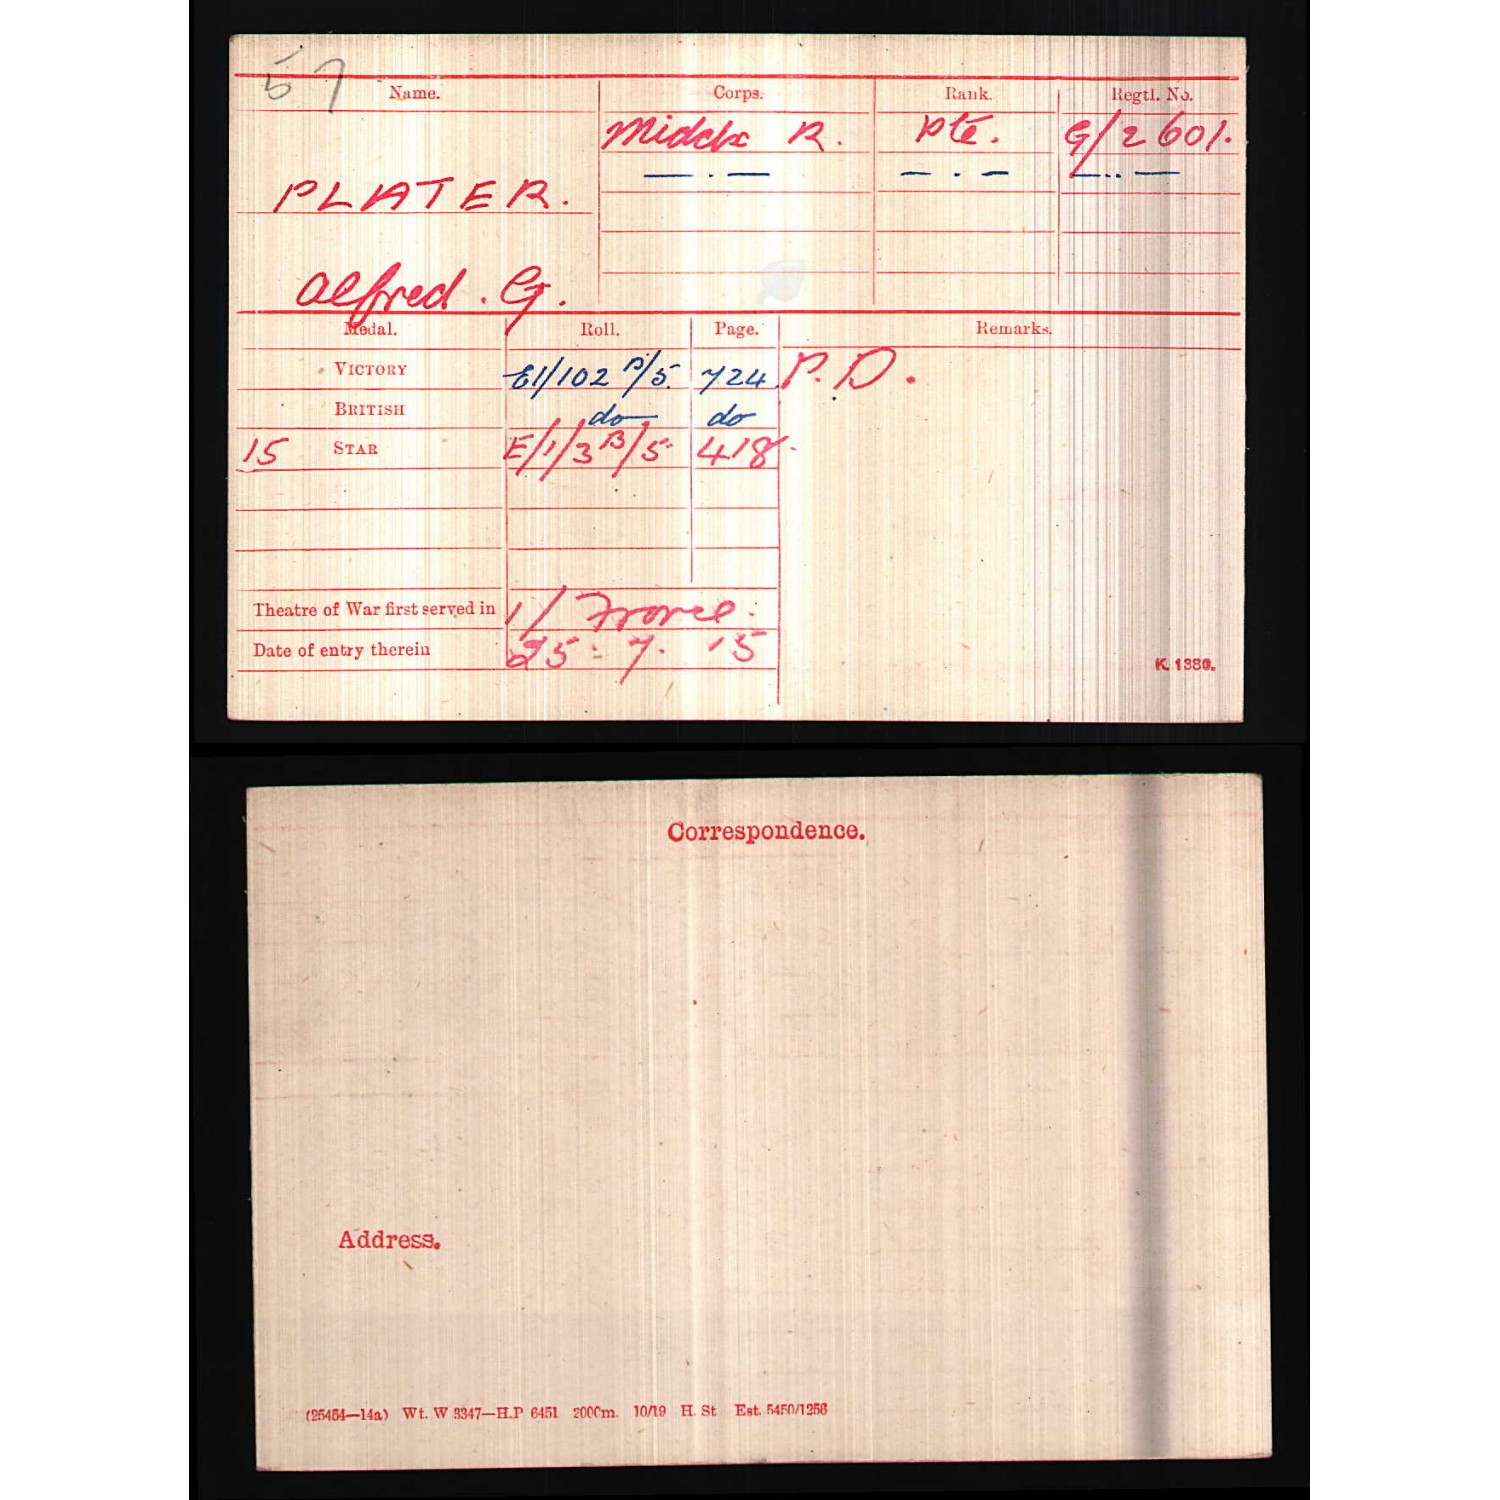 57
Name. Corps. Rank. Regtl. No.
Middx R. Pte. G/2601.
— . — — . — — .. —
PLATER.
Alfred. G.
Medal. Roll. Page. Remarks.
VICTORY E1/102 B/5 724 P.D.
BRITISH do do
15 STAR E/1/3 B/5 418.
Theatre of War first served in 1/ France.
Date of entry therein 25-7.15
K. 1380.
Correspondence.
Address.
(25454—14a) Wt. W 3347—H.P 6451 2000m. 10/19 H. St Est. 5450/1256